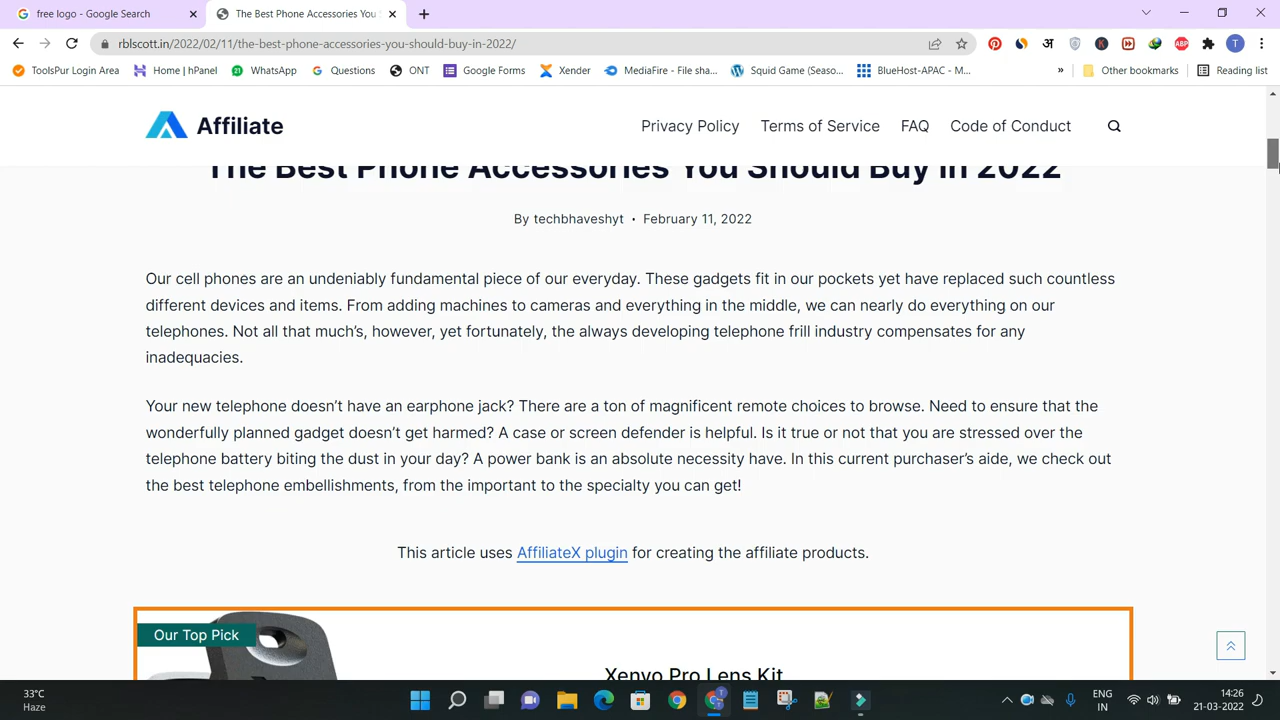 free logo - Google Search
The Best Phone Accessories You S
rblscott.in/2022/02/11/the-best-phone-accessories-you-should-buy-in-2022/
ToolsPur Login Area
Home | hPanel
WhatsApp
Questions
ONT
Google Forms
Xender
MediaFire - File sha...
Squid Game (Seaso...
BlueHost-APAC - M...
»
Other bookmarks
Reading list
Affiliate
Privacy Policy
Terms of Service
FAQ
Code of Conduct
The Best Phone Accessories You Should Buy in 2022
By techbhaveshyt • February 11, 2022
Our cell phones are an undeniably fundamental piece of our everyday. These gadgets fit in our pockets yet have replaced such countless
different devices and items. From adding machines to cameras and everything in the middle, we can nearly do everything on our
telephones. Not all that much’s, however, yet fortunately, the always developing telephone frill industry compensates for any
inadequacies.
Your new telephone doesn’t have an earphone jack? There are a ton of magnificent remote choices to browse. Need to ensure that the
wonderfully planned gadget doesn’t get harmed? A case or screen defender is helpful. Is it true or not that you are stressed over the
telephone battery biting the dust in your day? A power bank is an absolute necessity have. In this current purchaser’s aide, we check out
the best telephone embellishments, from the important to the specialty you can get!
This article uses AffiliateX plugin for creating the affiliate products.
Our Top Pick
Xenvo Pro Lens Kit
33°C
Haze
ENG
IN
14:26
21-03-2022